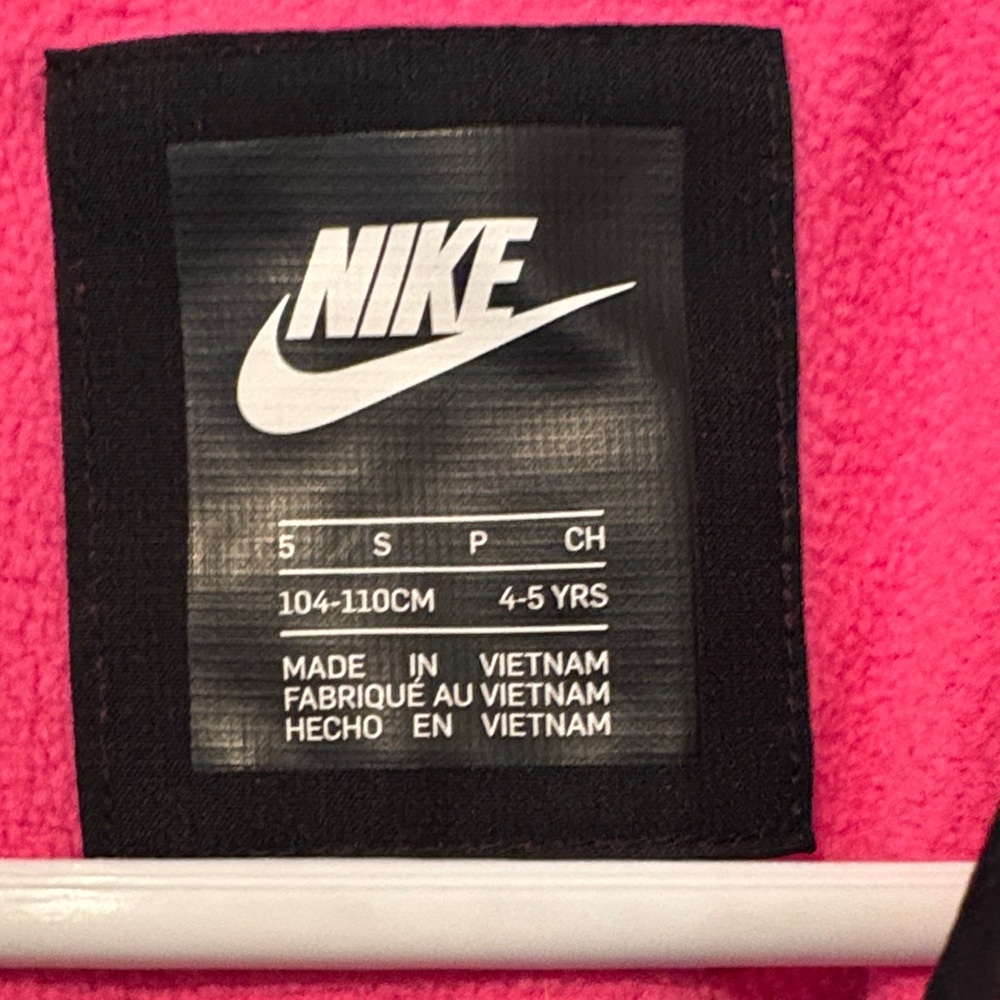 NIKE
5 S P CH
104-110CM 4-5 YRS
MADE IN VIETNAM
FABRIQUÉ AU VIETNAM
HECHO EN VIETNAM